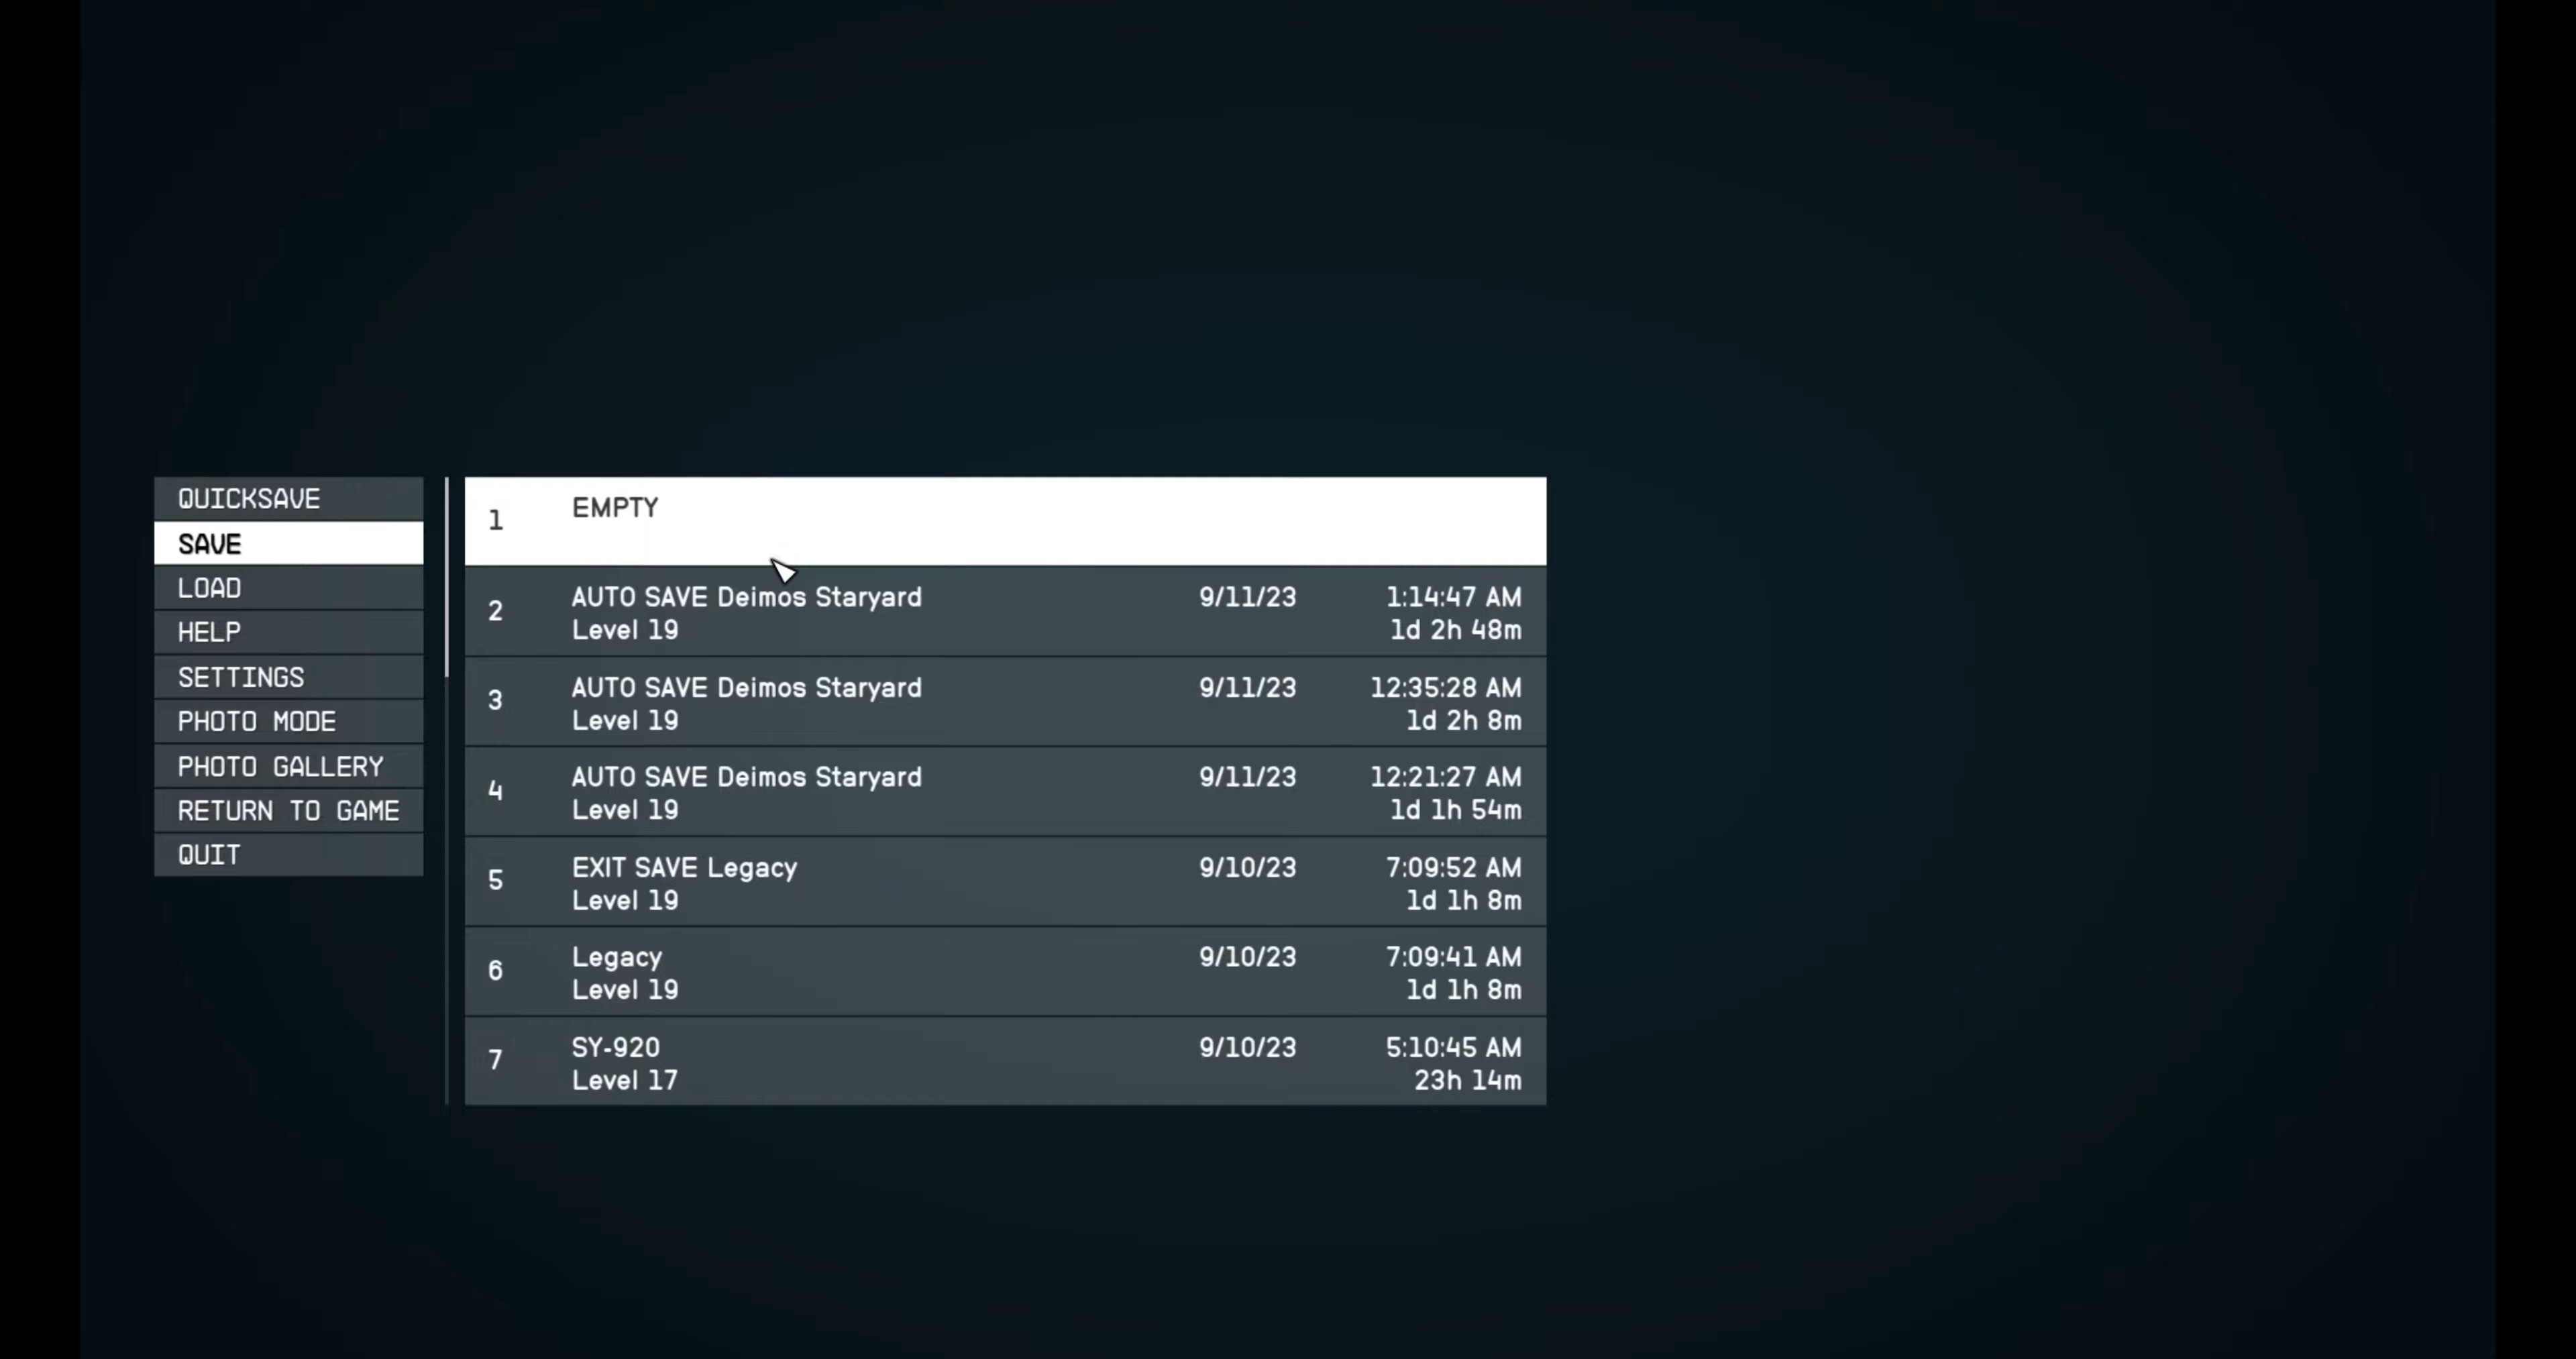 QUICKSAVE
SAVE
LOAD
HELP
SETTINGS
PHOTO MODE
PHOTO GALLERY
RETURN TO GAME
QUIT
1 EMPTY
2 AUTO SAVE Deimos Staryard 9/11/23 1:14:47 AM
Level 19 1d 2h 48m
3 AUTO SAVE Deimos Staryard 9/11/23 12:35:28 AM
Level 19 1d 2h 8m
4 AUTO SAVE Deimos Staryard 9/11/23 12:21:27 AM
Level 19 1d 1h 54m
5 EXIT SAVE Legacy 9/10/23 7:09:52 AM
Level 19 1d 1h 8m
6 Legacy 9/10/23 7:09:41 AM
Level 19 1d 1h 8m
7 SY-920 9/10/23 5:10:45 AM
Level 17 23h 14m